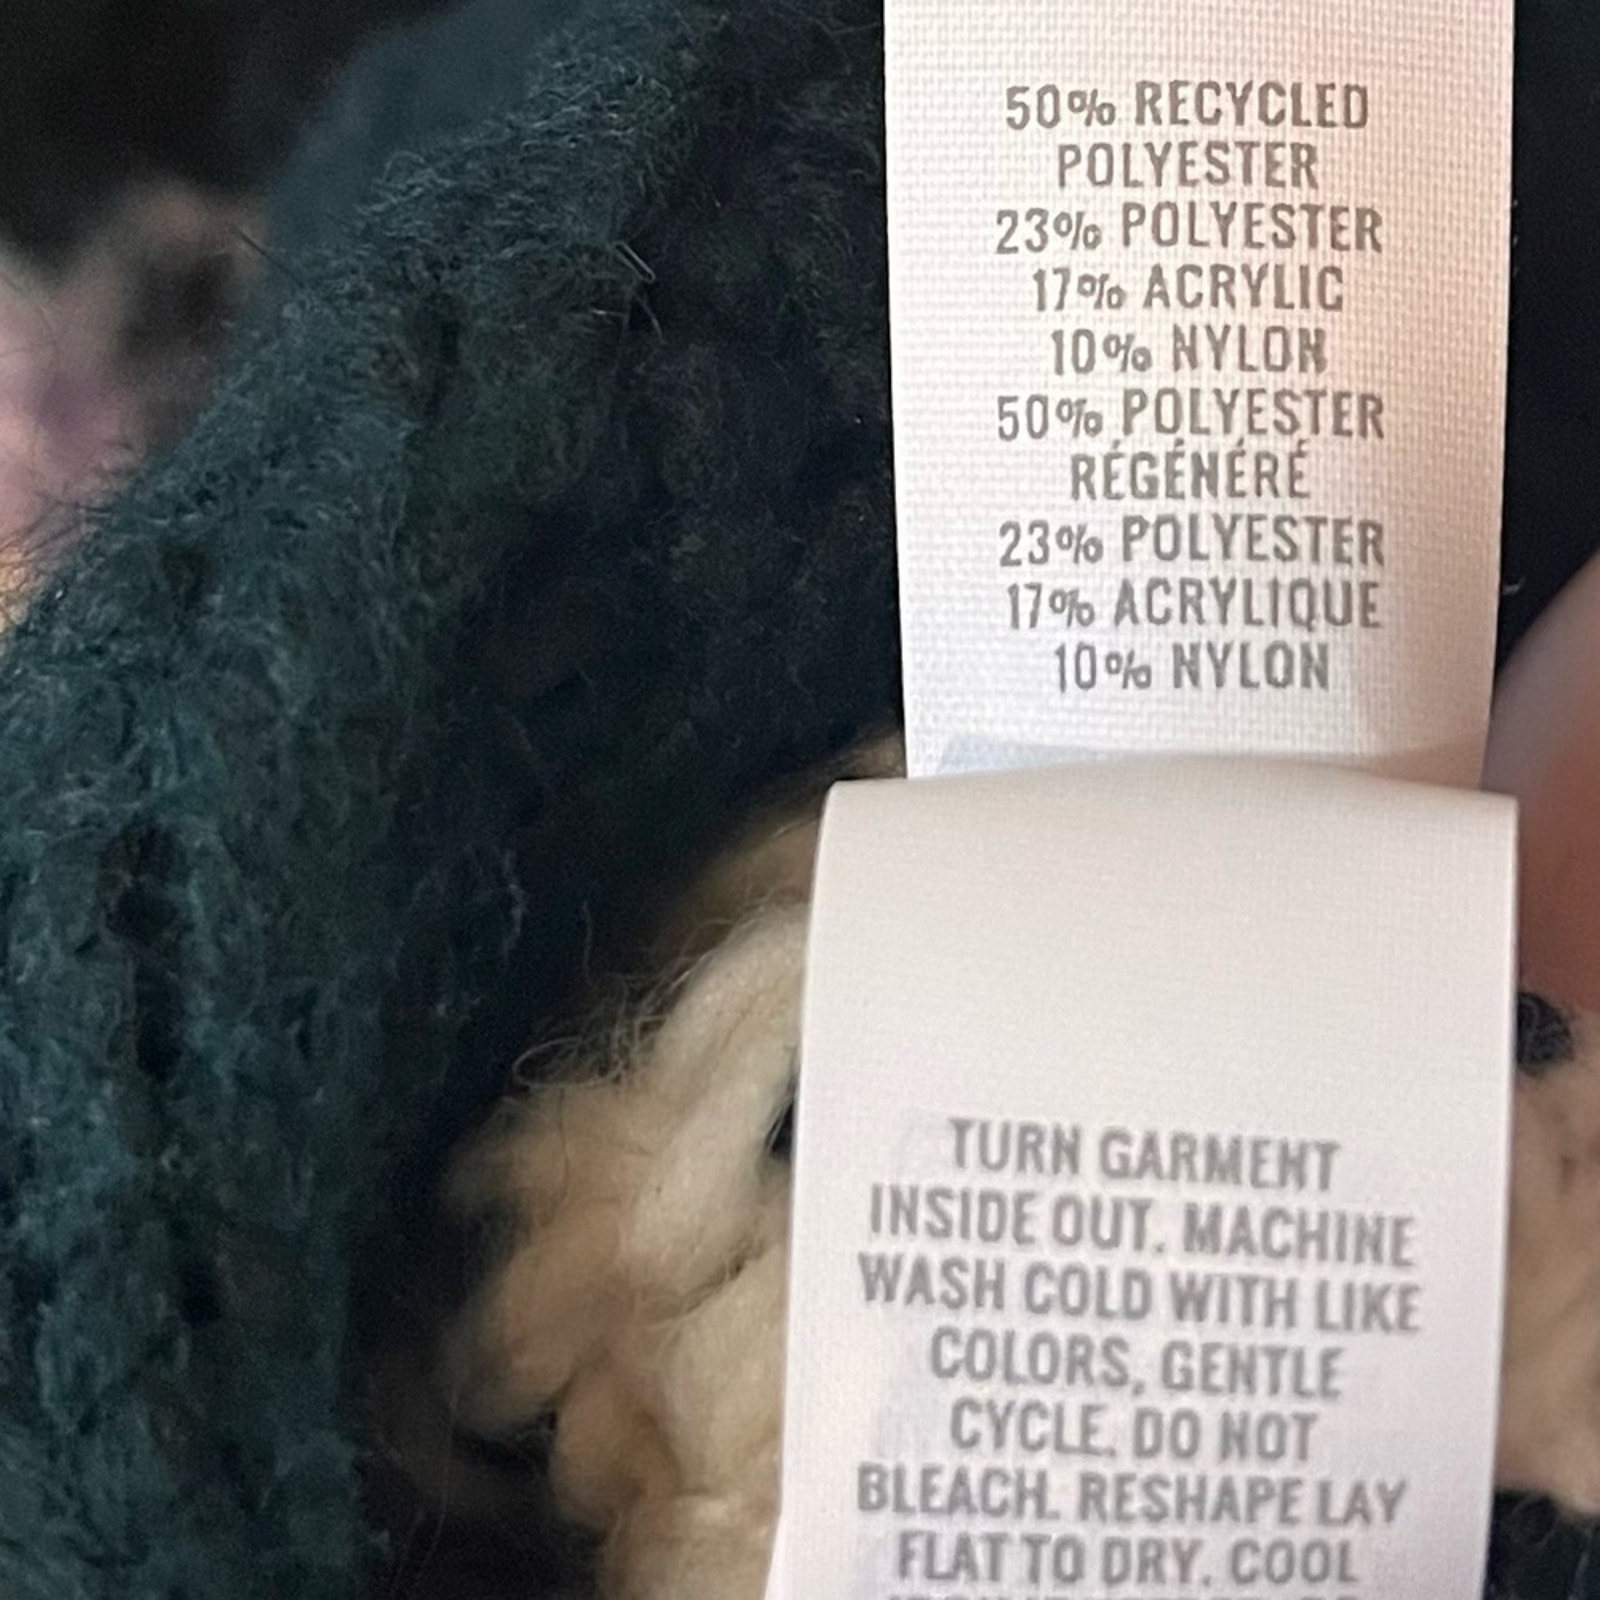 50% RECYCLED
POLYESTER
23% POLYESTER
17% ACRYLIC
10% NYLON
50% POLYESTER
RÉGÉNÉRÉ
23% POLYESTER
17% ACRYLIQUE
10% NYLON
TURN GARMENT
INSIDE OUT. MACHINE
WASH COLD WITH LIKE
COLORS, GENTLE
CYCLE. DO NOT
BLEACH. RESHAPE LAY
FLAT TO DRY. COOL